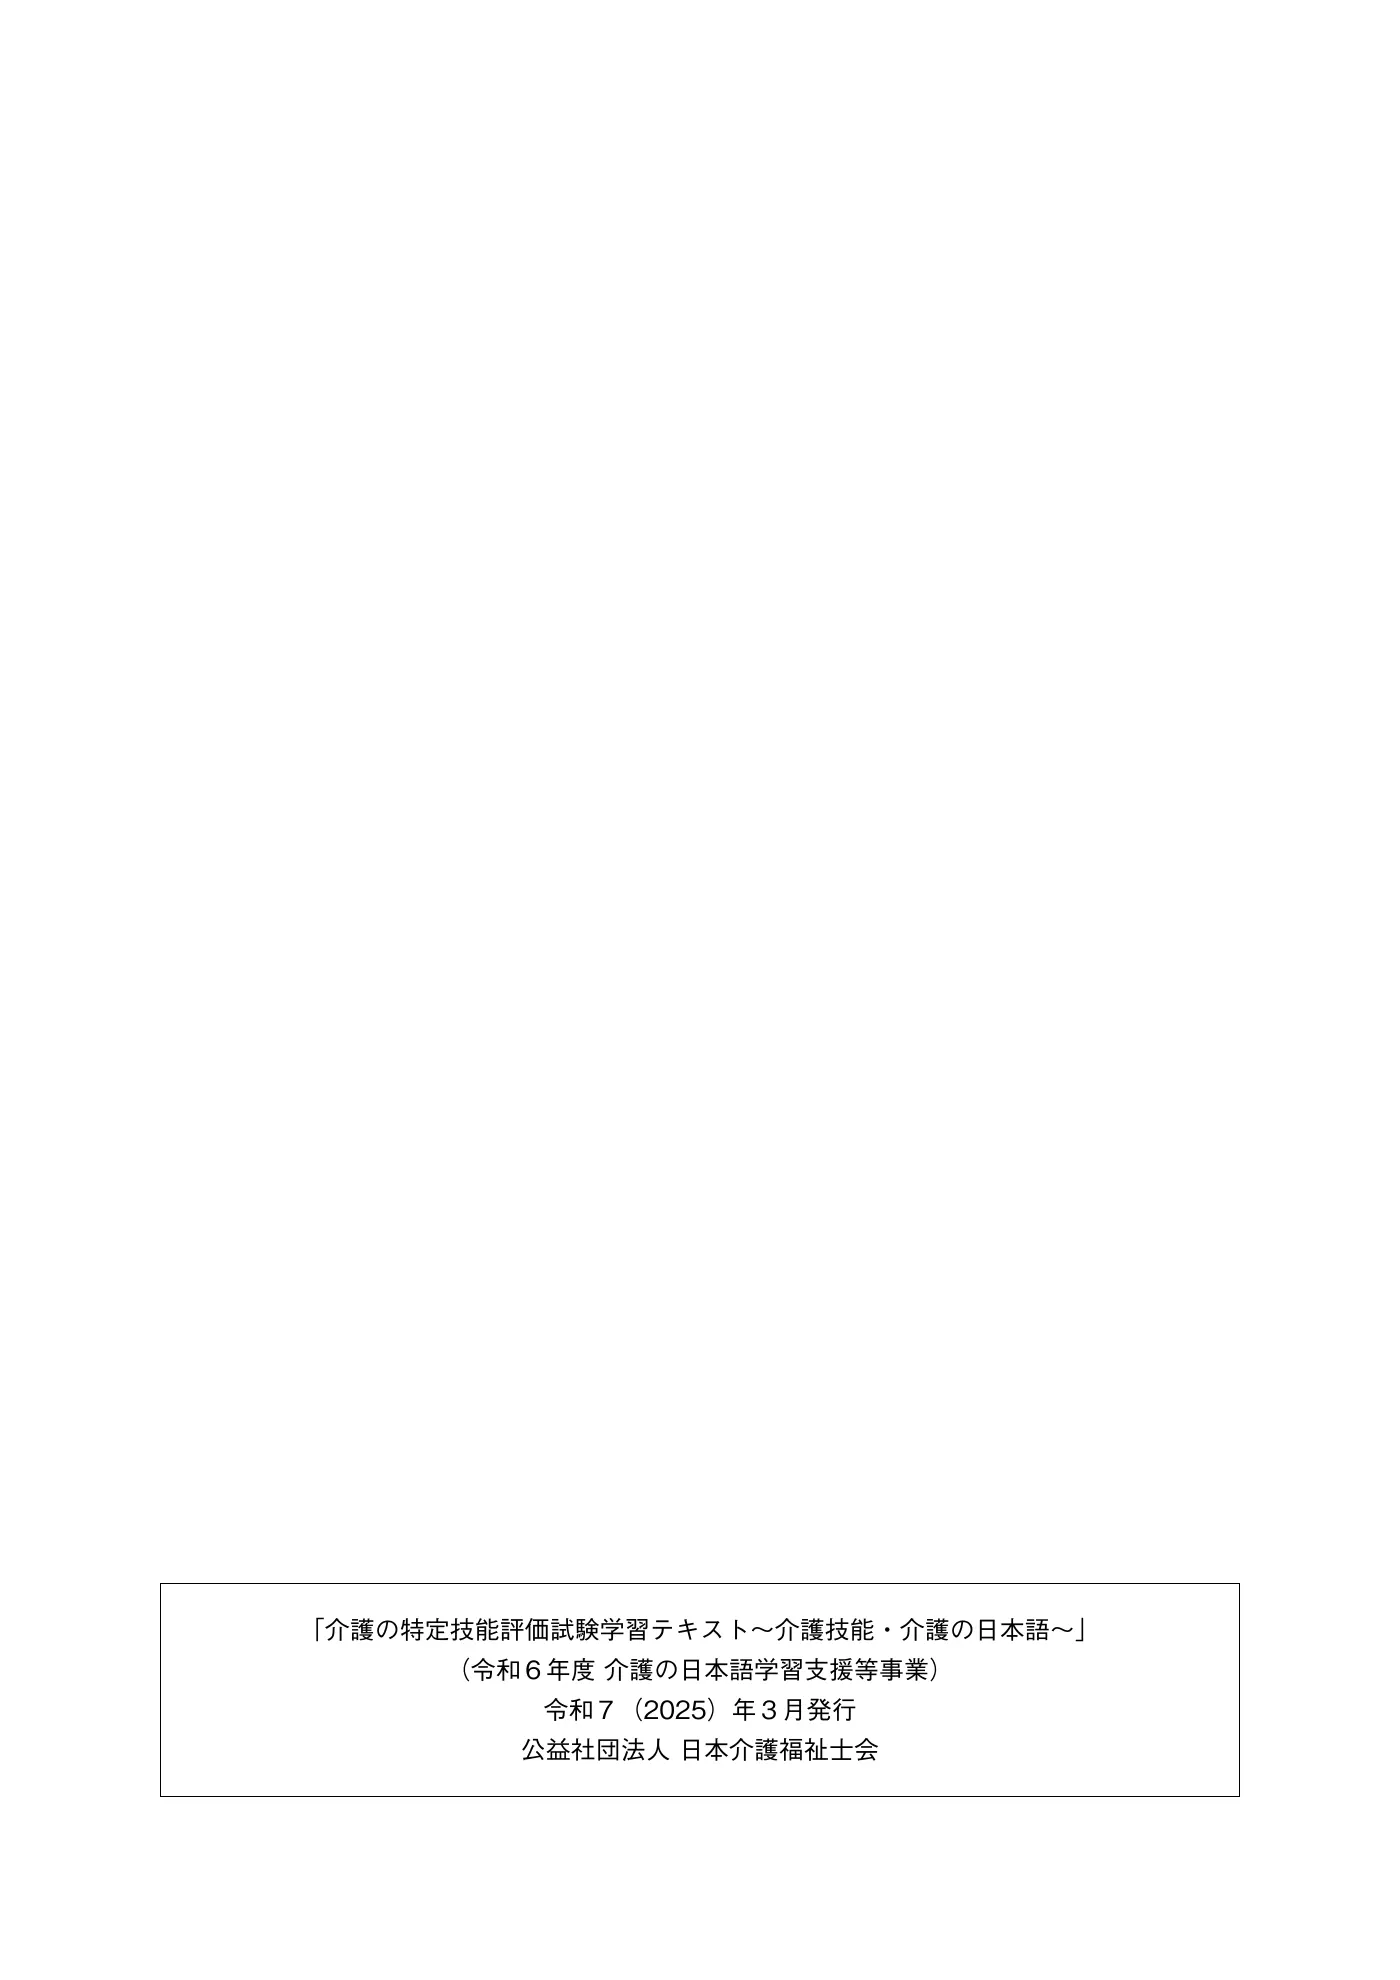 「介護の特定技能評価試験学習テキスト～介護技能・介護の日本語～」
（令和６年度 介護の日本語学習支援等事業）
令和７（2025）年３月発行
公益社団法人 日本介護福祉士会